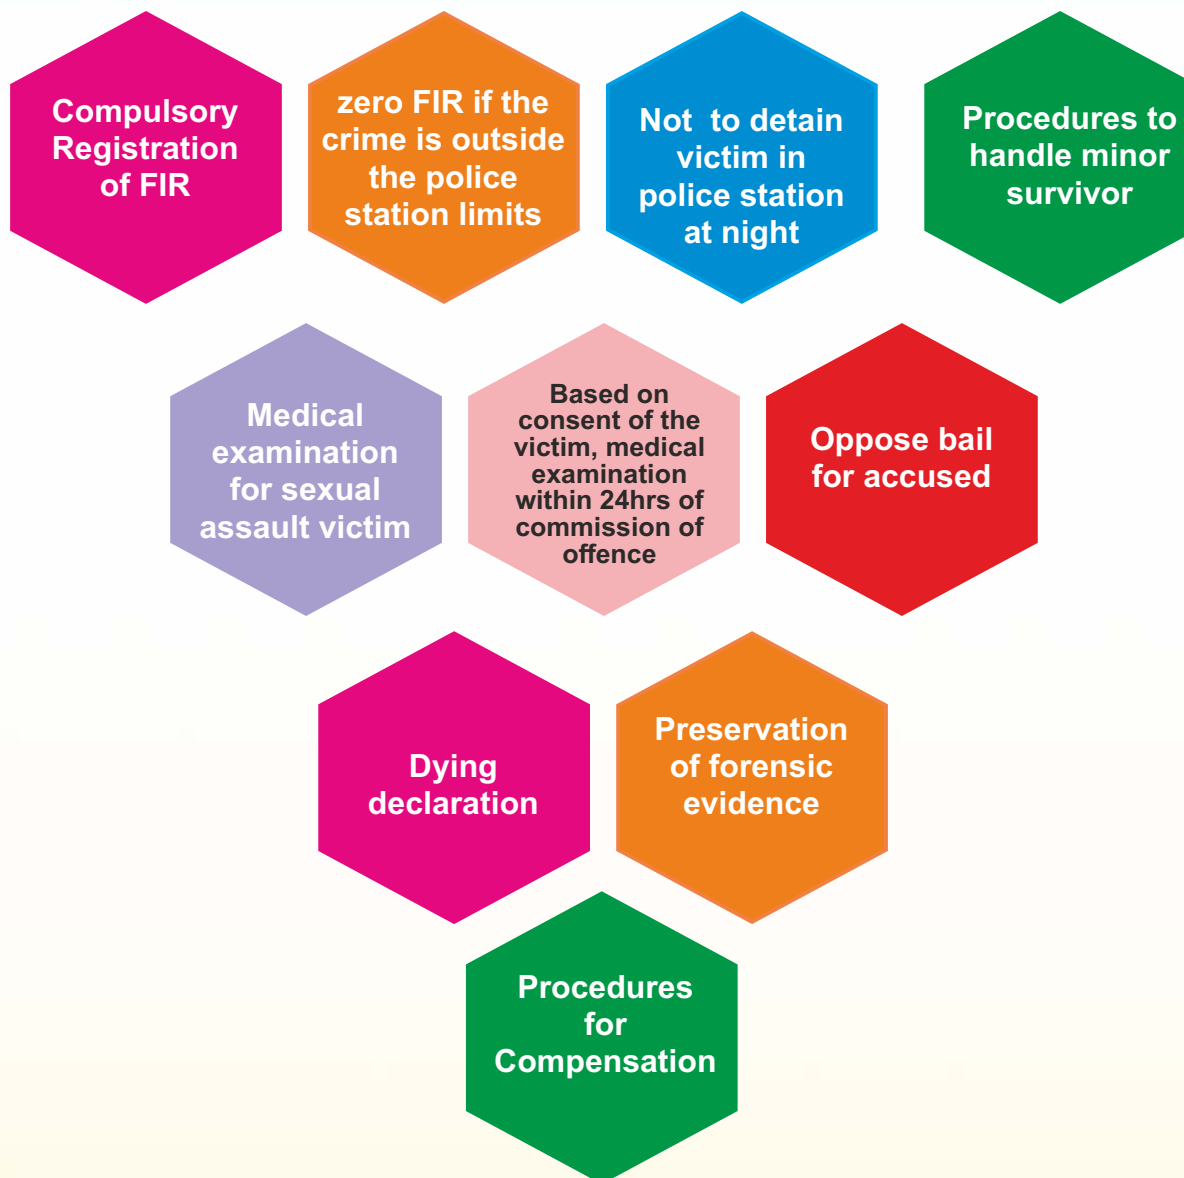 Compulsory
Registration
of FIR
zero FIR if the
crime is outside
the police
station limits
Not to detain
victim in
police station
at night
Procedures to
handle minor
survivor
Medical
examination
for sexual
assault victim
Based on
consent of the
victim, medical
examination
within 24hrs of
commission of
offence
Oppose bail
for accused
Dying
declaration
Preservation
of forensic
evidence
Procedures
for
Compensation